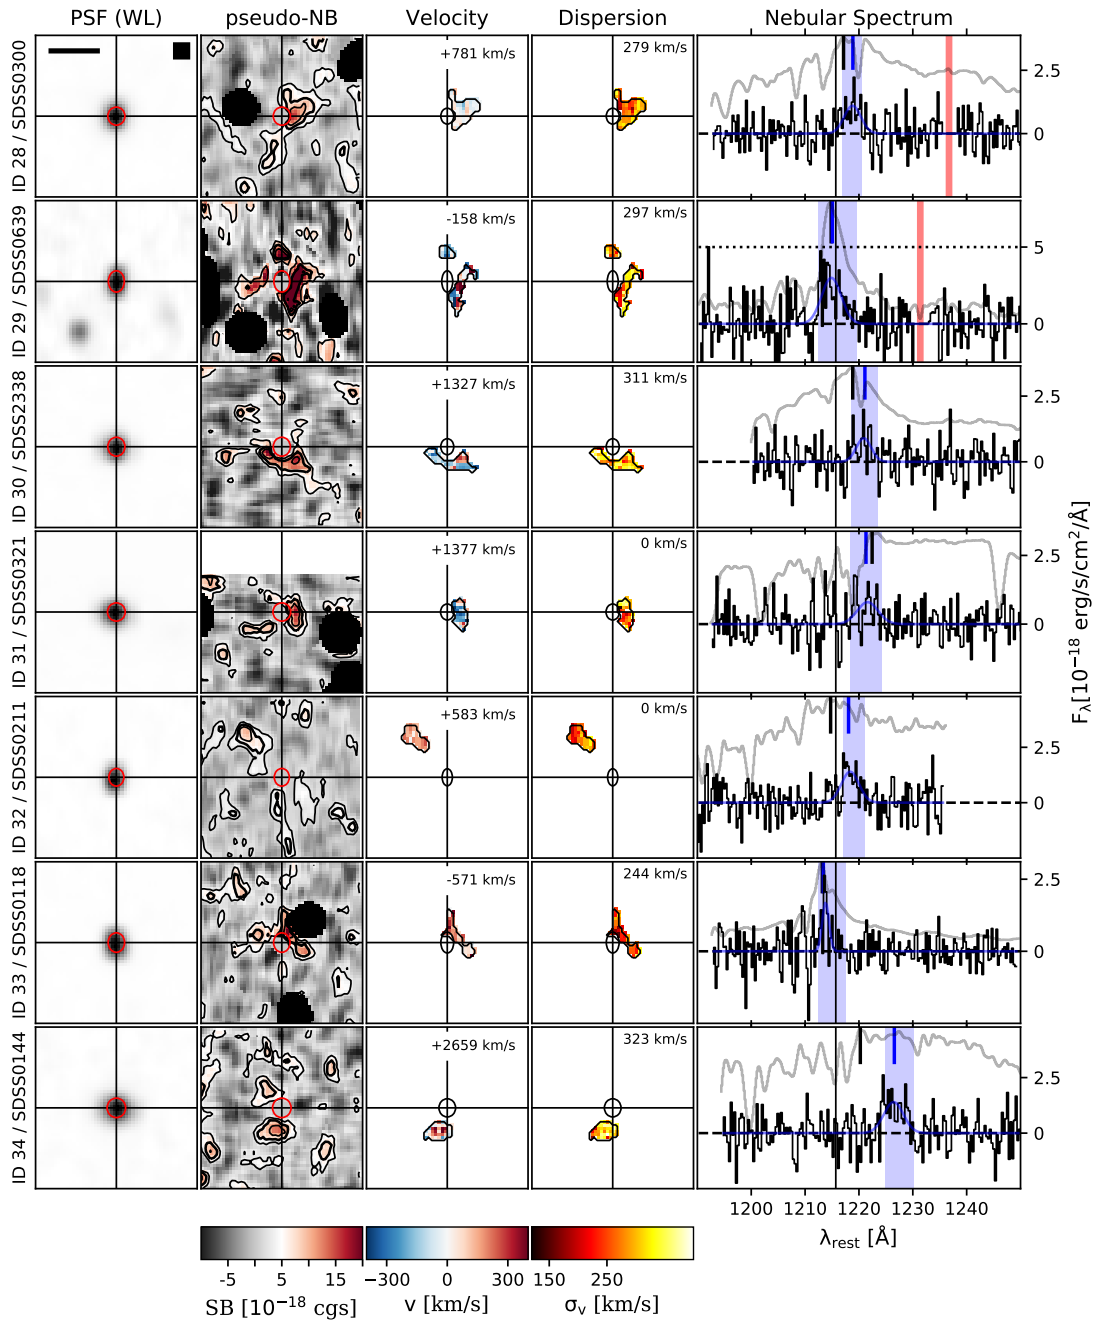 PSF (WL) pseudo-NB Velocity Dispersion Nebular Spectrum
ID 28 / SDSS0300
+781 km/s
279 km/s
2.5
0
ID 29 / SDSS0639
-158 km/s
297 km/s
5
0
ID 30 / SDSS2338
+1327 km/s
311 km/s
2.5
0
ID 31 / SDSS0321
+1377 km/s
0 km/s
2.5
0
ID 32 / SDSS0211
+583 km/s
0 km/s
2.5
0
ID 33 / SDSS0118
-571 km/s
244 km/s
2.5
0
ID 34 / SDSS0144
+2659 km/s
323 km/s
2.5
0
Fλ[10⁻¹⁸ erg/s/cm²/Å]
1200 1210 1220 1230 1240
λrest [Å]
-5 5 15
SB [10⁻¹⁸ cgs]
−300 0 300
v [km/s]
150 250
σv [km/s]